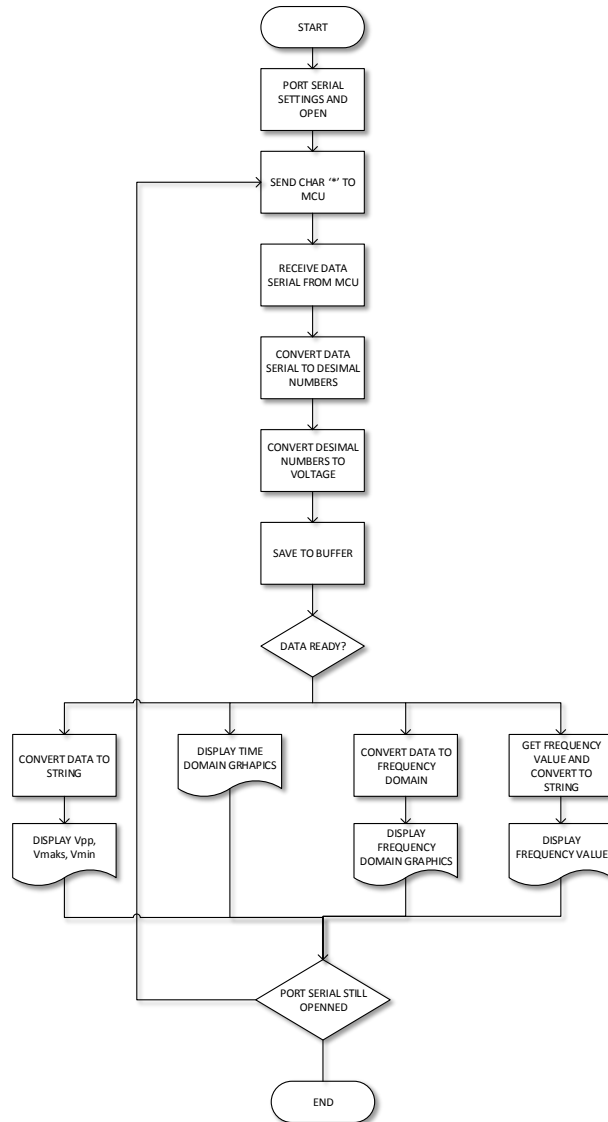 START
PORT SERIAL
SETTINGS AND
OPEN
SEND CHAR ‘*’ TO
MCU
RECEIVE DATA
SERIAL FROM MCU
CONVERT DATA
SERIAL TO DESIMAL
NUMBERS
CONVERT DESIMAL
NUMBERS TO
VOLTAGE
SAVE TO BUFFER
DATA READY?
CONVERT DATA TO
STRING
DISPLAY TIME
DOMAIN GRHAPICS
CONVERT DATA TO
FREQUENCY
DOMAIN
GET FREQUENCY
VALUE AND
CONVERT TO
STRING
DISPLAY Vpp,
Vmaks, Vmin
DISPLAY
FREQUENCY
DOMAIN GRAPHICS
DISPLAY
FREQUENCY VALUE
PORT SERIAL STILL
OPENNED
END